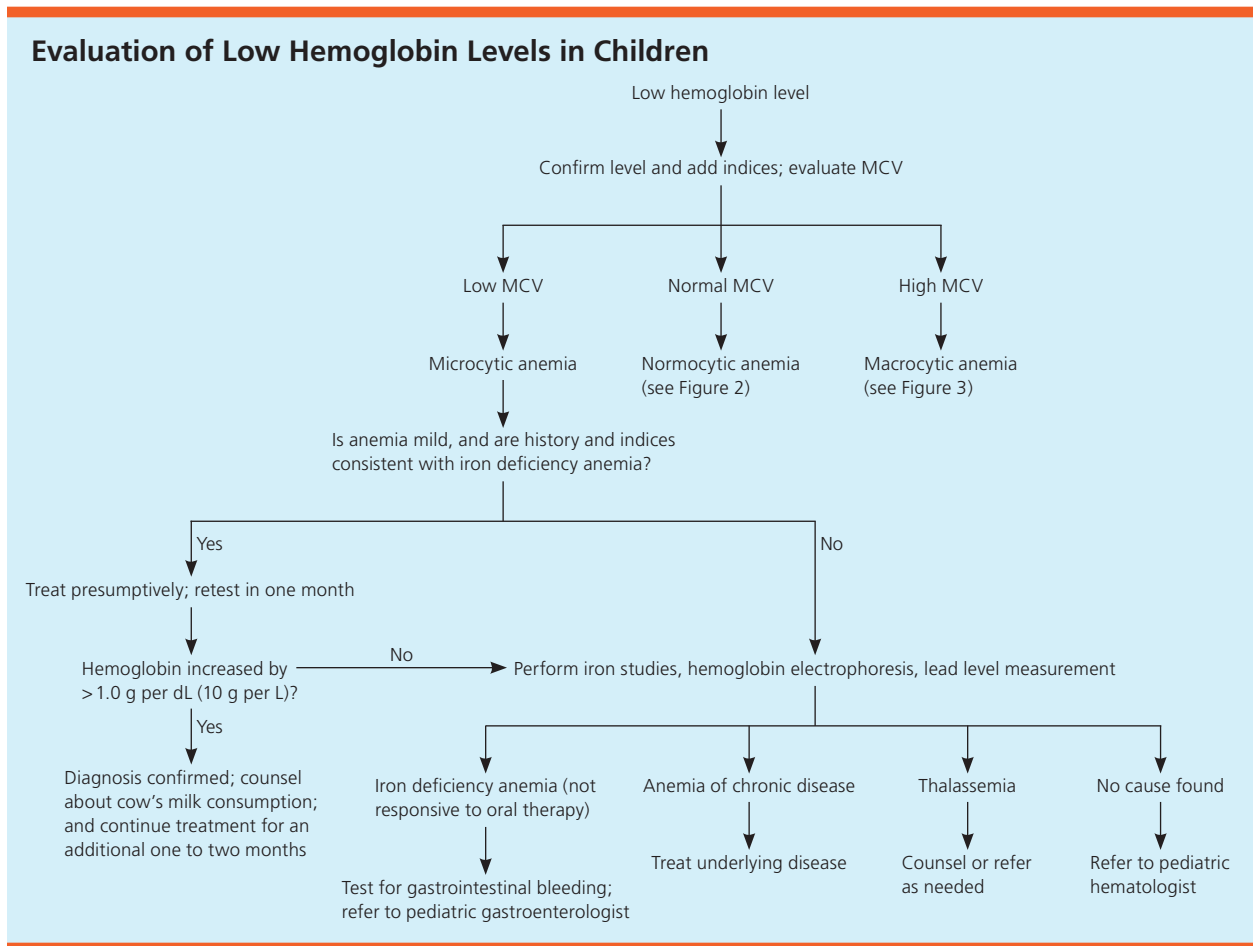 Evaluation of Low Hemoglobin Levels in Children
Low hemoglobin level
Confirm level and add indices; evaluate MCV
Low MCV
Normal MCV
High MCV
Microcytic anemia
Normocytic anemia
(see Figure 2)
Macrocytic anemia
(see Figure 3)
Is anemia mild, and are history and indices
consistent with iron deficiency anemia?
Yes
No
Treat presumptively; retest in one month
Hemoglobin increased by
>1.0 g per dL (10 g per L)?
No
Perform iron studies, hemoglobin electrophoresis, lead level measurement
Yes
Diagnosis confirmed; counsel
about cow's milk consumption;
and continue treatment for an
additional one to two months
Iron deficiency anemia (not
responsive to oral therapy)
Anemia of chronic disease
Thalassemia
No cause found
Test for gastrointestinal bleeding;
refer to pediatric gastroenterologist
Treat underlying disease
Counsel or refer
as needed
Refer to pediatric
hematologist